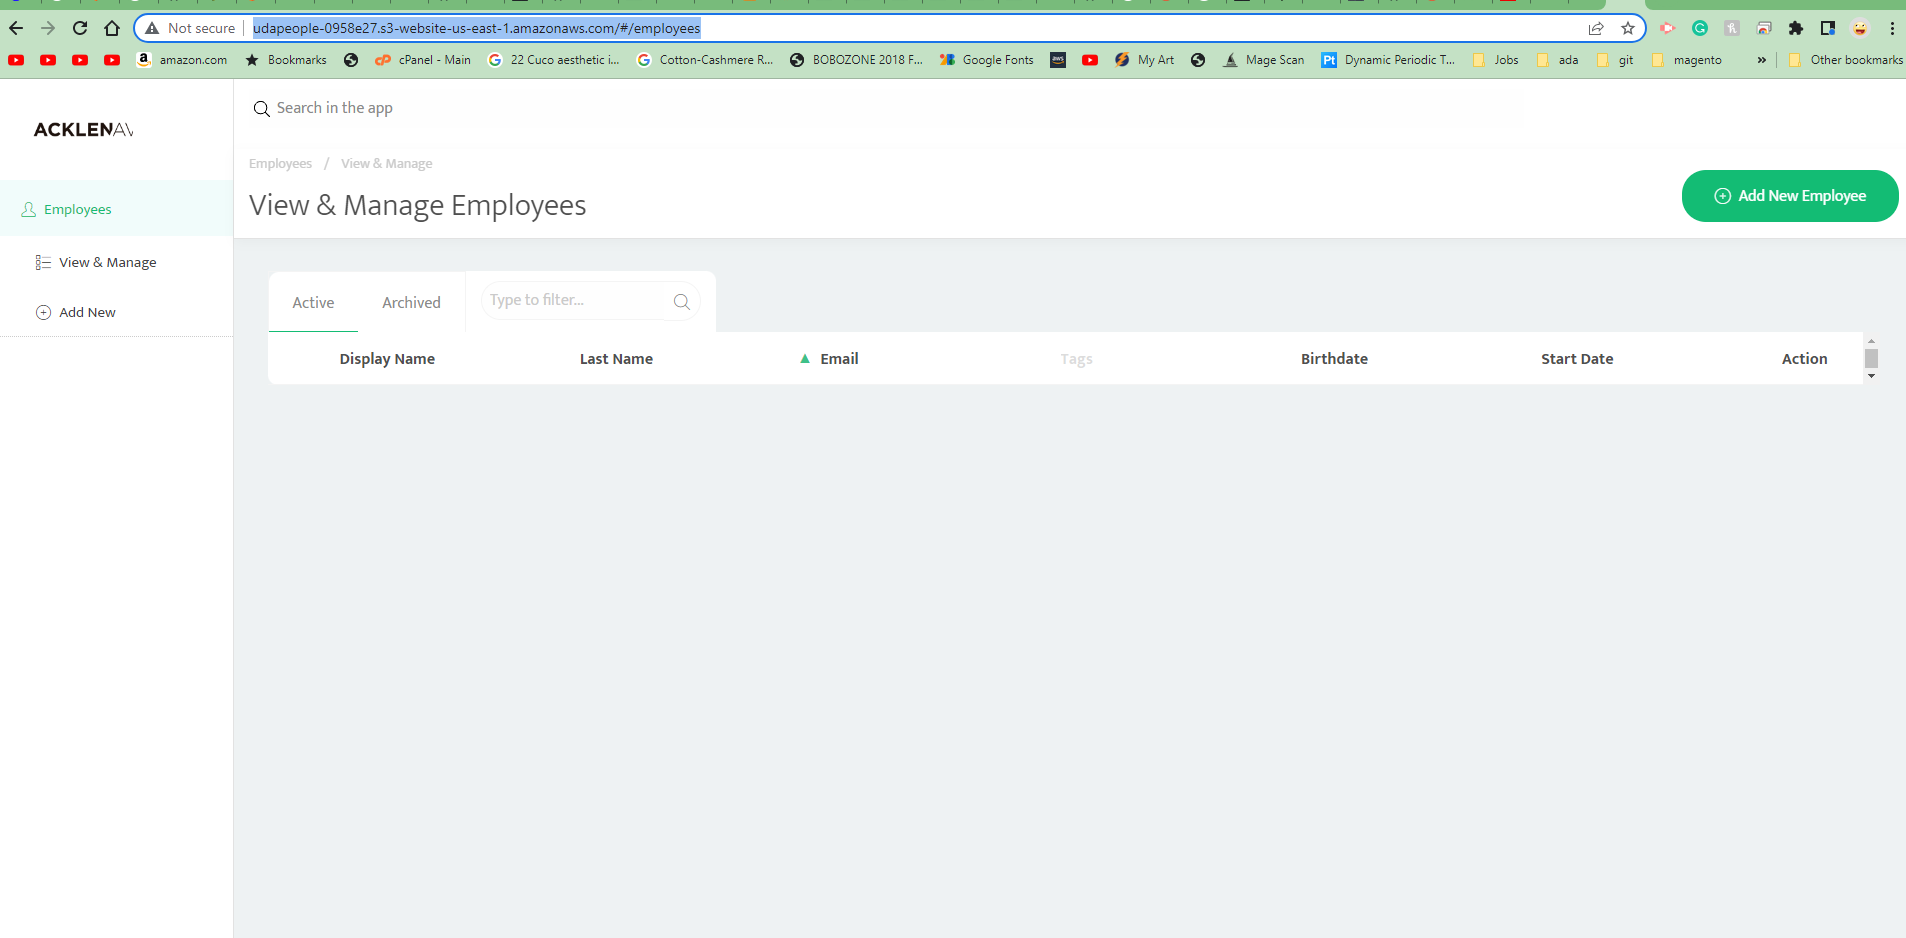 Not secure udapeople-0958e27.s3-website-us-east-1.amazonaws.com/#/employees
amazon.com Bookmarks cPanel - Main 22 Cuco aesthetic i... Cotton-Cashmere R... BOBOZONE 2018 F... Google Fonts aws My Art Mage Scan Pt Dynamic Periodic T... Jobs ada git magento » Other bookmarks
Search in the app
ACKLENAV
Employees / View & Manage
View & Manage Employees
Add New Employee
Employees
View & Manage
Add New
Active Archived Type to filter...
Display Name Last Name ▲ Email Tags Birthdate Start Date Action